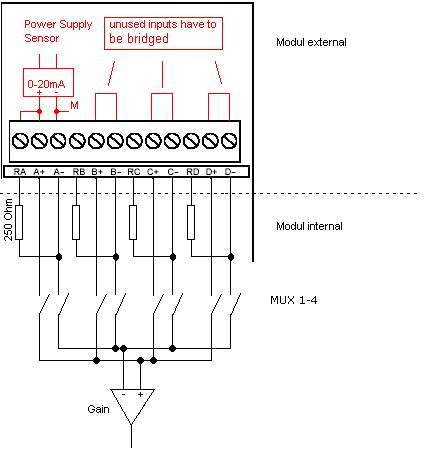 Power Supply
Sensor
unused inputs have to
be bridged
Modul external
0-20mA
+ -
M
RA A+ A- RB B+ B- RC C+ C- RD D+ D-
250 Ohm
Modul internal
MUX 1-4
- +
Gain